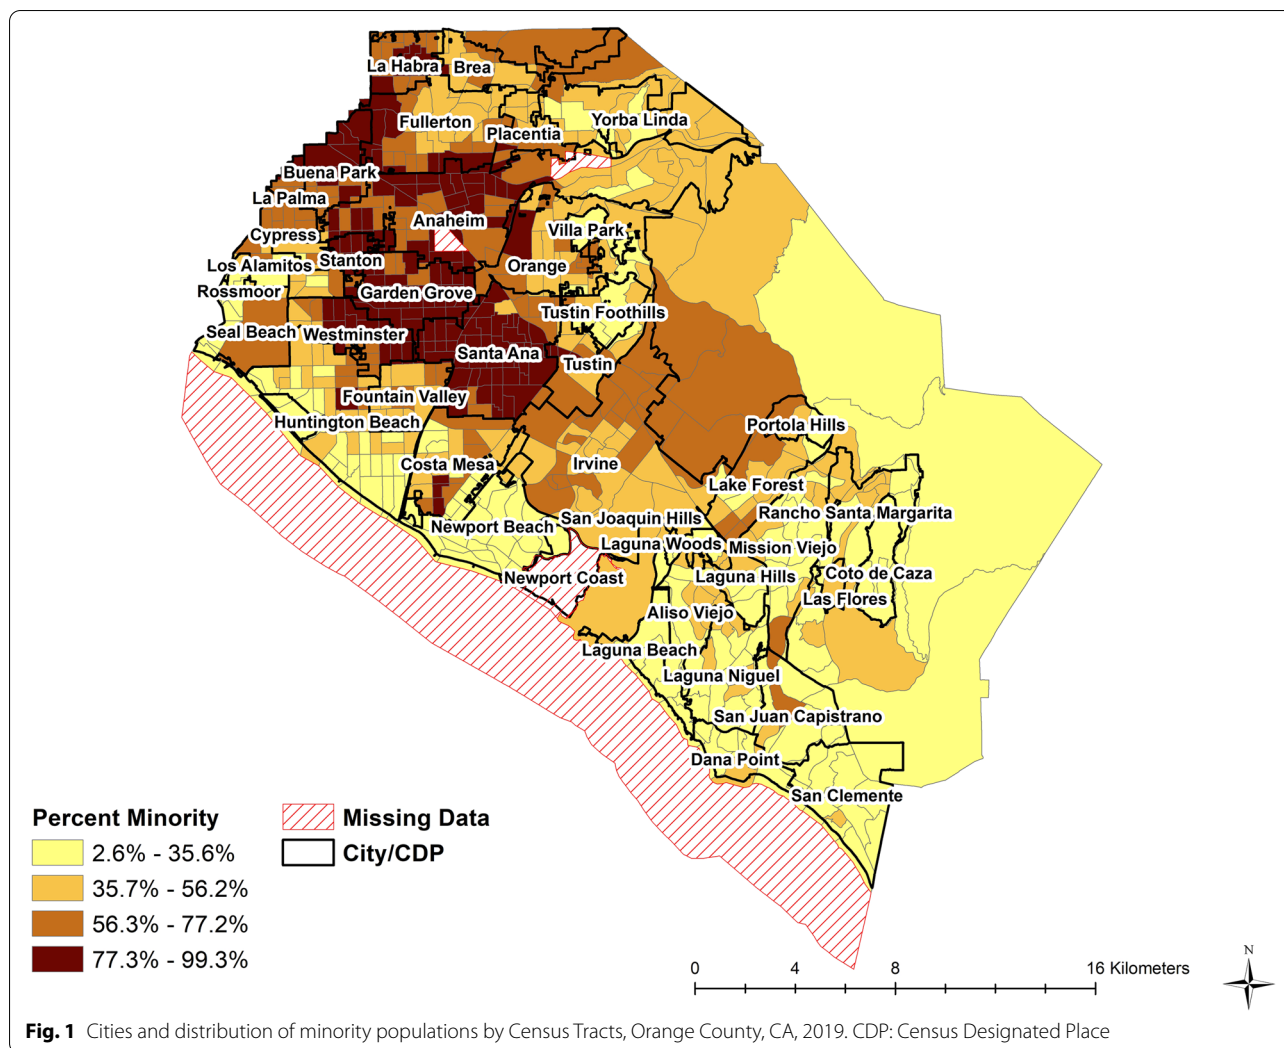 La Habra
Brea
Fullerton
Placentia
Yorba Linda
Buena Park
La Palma
Anaheim
Villa Park
Cypress
Stanton
Los Alamitos
Orange
Rossmoor
Garden Grove
Tustin Foothills
Seal Beach
Westminster
Santa Ana
Tustin
Fountain Valley
Huntington Beach
Portola Hills
Costa Mesa
Irvine
Lake Forest
Rancho Santa Margarita
Newport Beach
San Joaquin Hills
Laguna Woods
Mission Viejo
Newport Coast
Laguna Hills
Coto de Caza
Las Flores
Aliso Viejo
Laguna Beach
Laguna Niguel
San Juan Capistrano
Dana Point
San Clemente
Percent Minority
2.6% - 35.6%
35.7% - 56.2%
56.3% - 77.2%
77.3% - 99.3%
Missing Data
City/CDP
0 4 8 16 Kilometers
N
Fig. 1 Cities and distribution of minority populations by Census Tracts, Orange County, CA, 2019. CDP: Census Designated Place